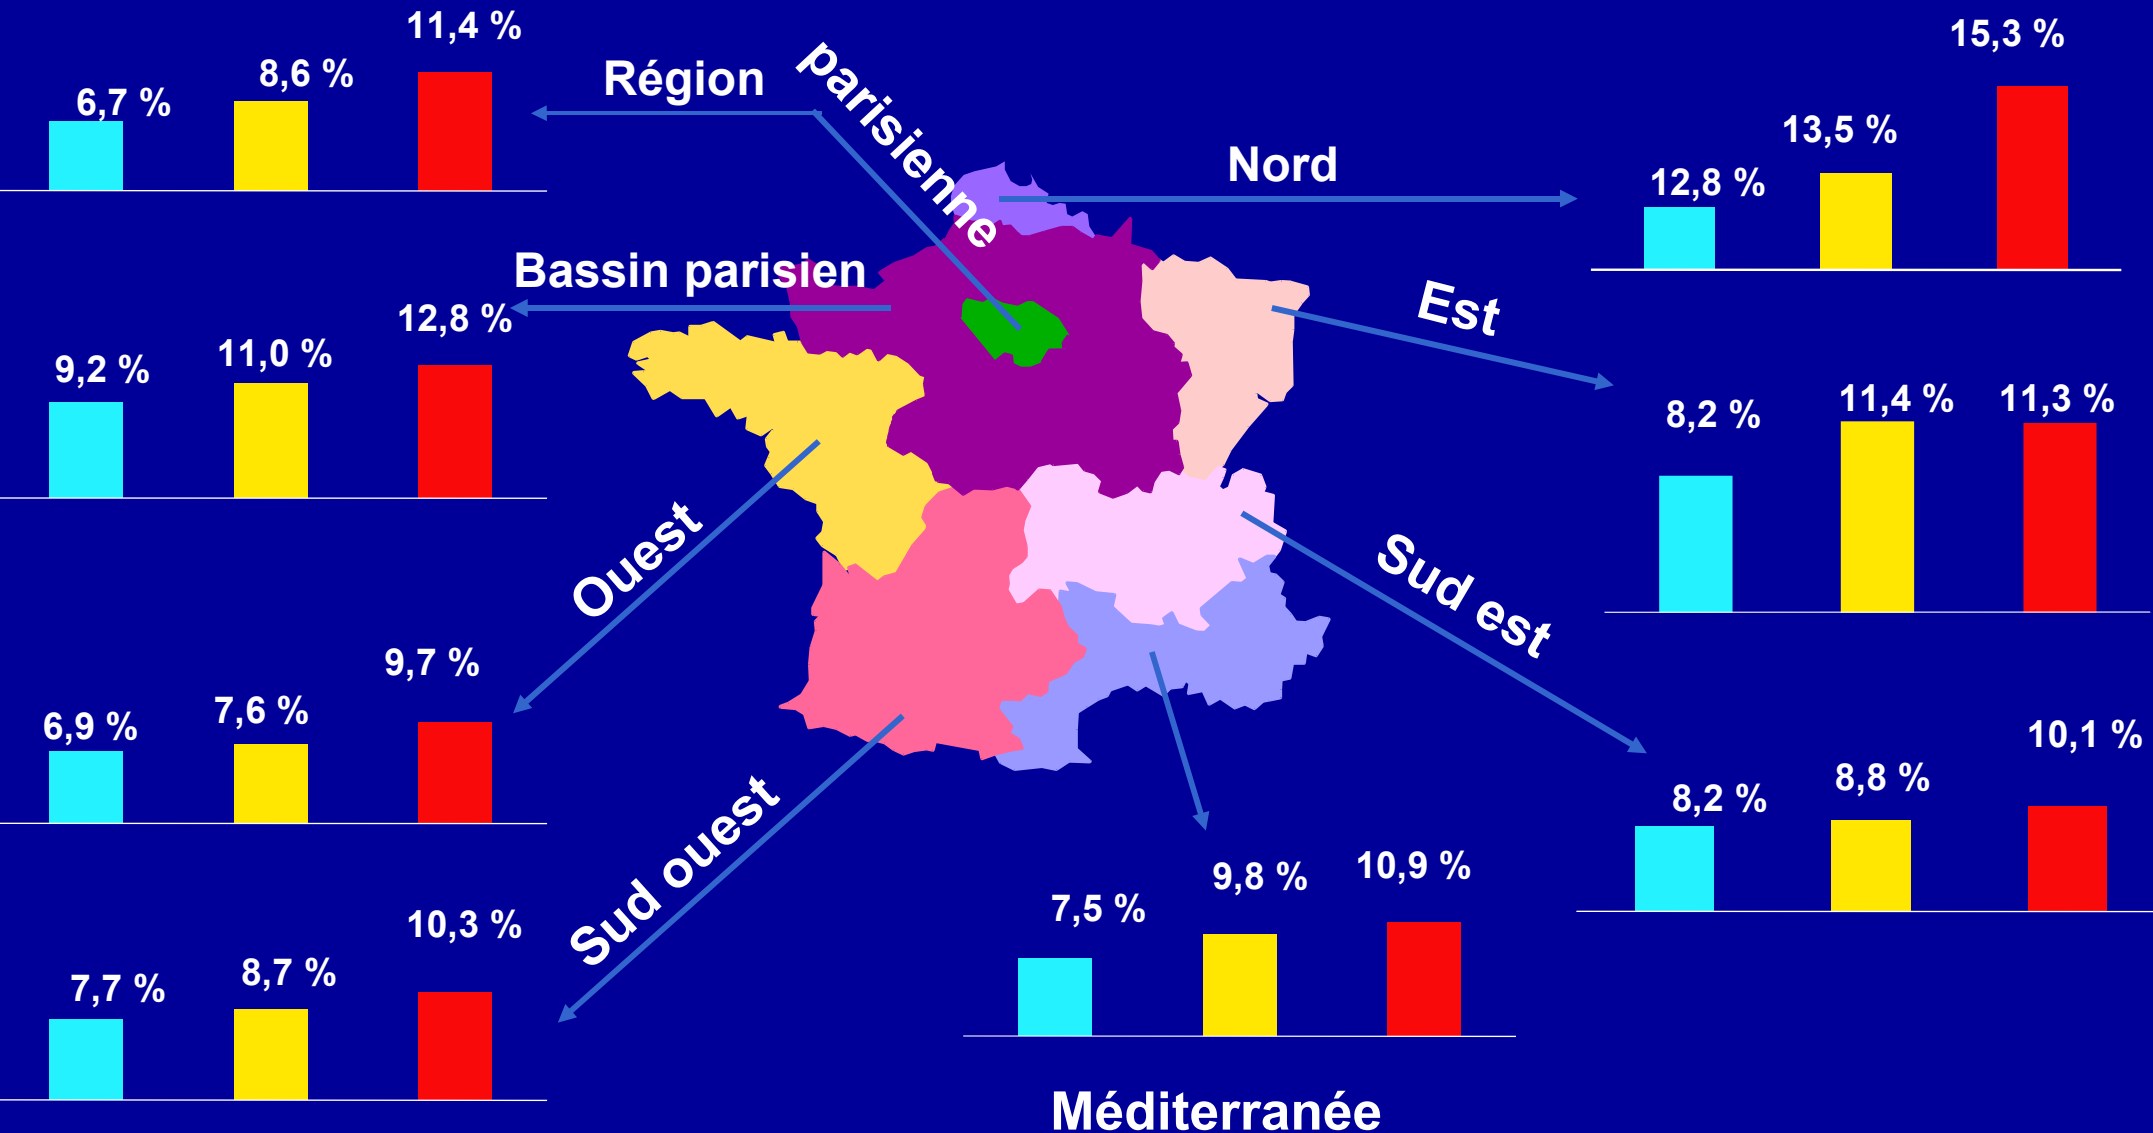 11,4 %
8,6 %
6,7 %
Région
parisienne
15,3 %
13,5 %
12,8 %
Nord
Bassin parisien
12,8 %
11,0 %
9,2 %
Est
8,2 %
11,4 %
11,3 %
Ouest
9,7 %
7,6 %
6,9 %
Sud est
10,1 %
8,8 %
8,2 %
Sud ouest
10,3 %
8,7 %
7,7 %
7,5 %
9,8 %
10,9 %
Méditerranée